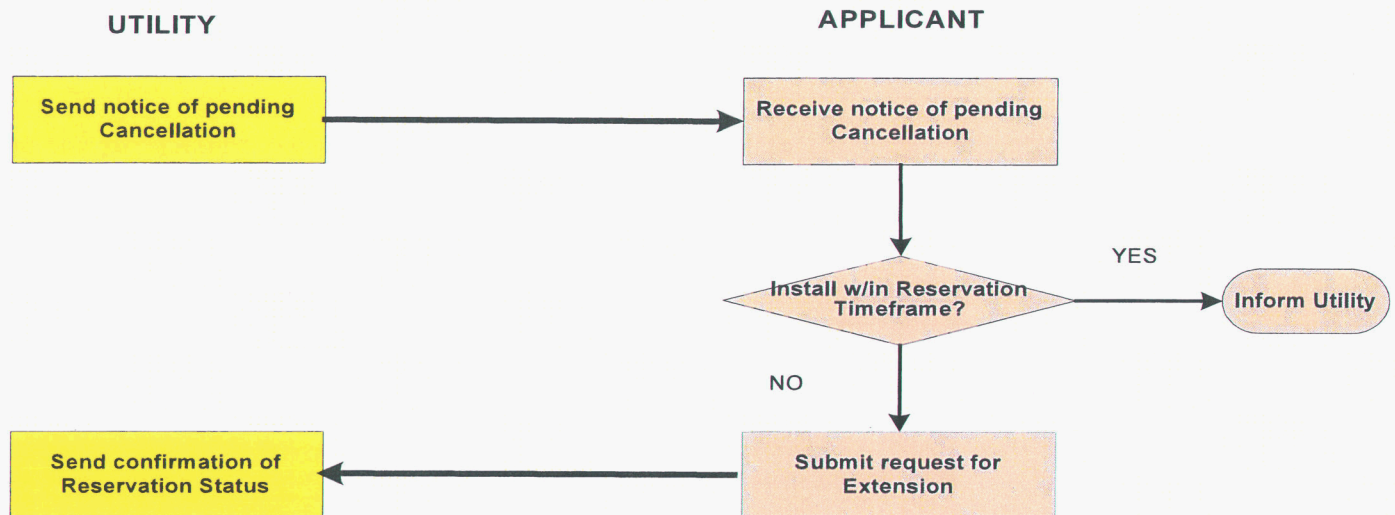 UTILITY
APPLICANT
Send notice of pending
Cancellation
Receive notice of pending
Cancellation
Install w/in Reservation
Timeframe?
YES
Inform Utility
NO
Submit request for
Extension
Send confirmation of
Reservation Status